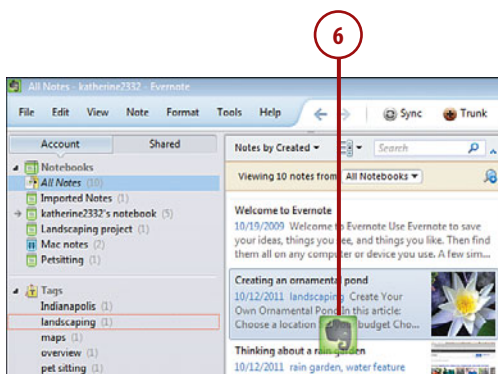 6
All Notes - katherine2332 - Evernote
File Edit View Note Format Tools Help
Sync Trunk
Account Shared
Notebooks
All Notes (10)
Imported Notes (1)
katherine2332's notebook (5)
Landscaping project (1)
Mac notes (2)
Petsitting (1)
Tags
Indianapolis (1)
landscaping (1)
maps (1)
overview (1)
pet sitting (1)
Notes by Created Search
Viewing 10 notes from All Notebooks
Welcome to Evernote
10/19/2009 Welcome to Evernote Use Evernote to save
your ideas, things you see, and things you like. Then find
them all on any computer or device you use. A few sim...
Creating an ornamental pond
10/12/2011 landscaping Create Your
Own Ornamental Pond In this article:
Choose a location budget Cho...
Thinking about a rain garden
10/12/2011 rain garden, water feature